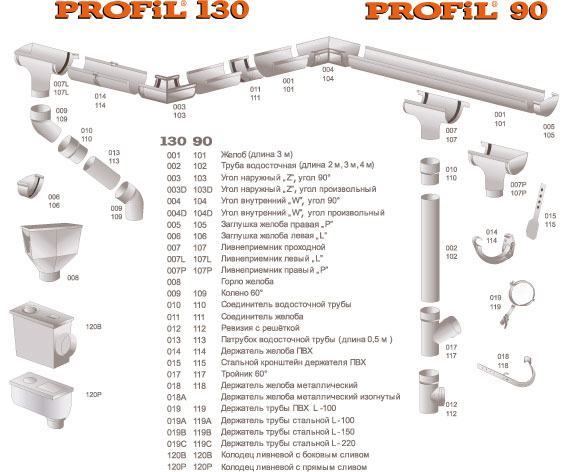 PROFiL® 130
PROFiL® 90
007L
107L
014
114
003
103
011
111
001
101
004
104
007
107
001
101
005
105
009
109
010
110
013
113
009
109
006
106
008
120B
120P
010
110
007P
107P
002
102
014
114
015
115
019
119
017
117
018
118
012
112
130 90
001 101 Желоб (длина 3 м)
002 102 Труба водосточная (длина 2 м, 3 м, 4 м)
003 103 Угол наружный „Z", угол 90°
003D 103D Угол наружный „Z", угол произвольный
004 104 Угол внутренний „W", угол 90°
004D 104D Угол внутренний „W", угол произвольный
005 105 Заглушка желоба правая „P"
006 106 Заглушка желоба левая „L"
007 107 Ливнеприемник проходной
007L 107L Ливнеприемник левый „L"
007P 107P Ливнеприемник правый „P"
008 Горло желоба
009 109 Колено 60°
010 110 Соединитель водосточной трубы
011 111 Соединитель желоба
012 112 Ревизия с решёткой
013 113 Патрубок водосточной трубы (длина 0,5 м )
014 114 Держатель желоба ПВХ
015 115 Стальной кронштейн держателя ПВХ
017 117 Тройник 60°
018 118 Держатель желоба металлический
018A Держатель желоба металлический изогнутый
019 119 Держатель трубы ПВХ L -100
019A 119A Держатель трубы стальной L-100
019B 119B Держатель трубы стальной L-150
019C 119C Держатель трубы стальной L-220
120B 120B Колодец ливневой с боковым сливом
120P 120P Колодец ливневой с прямым сливом